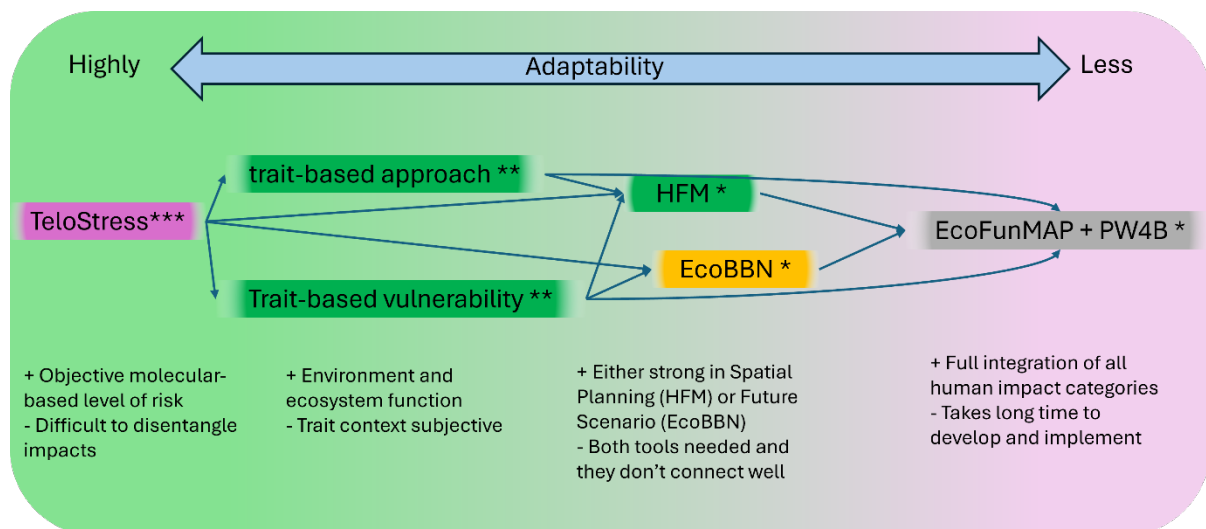 Highly
Adaptability
Less
trait-based approach **
HFM *
TeloStress***
EcoFunMAP + PW4B *
EcoBBN *
Trait-based vulnerability **
+ Objective molecular-
based level of risk
- Difficult to disentangle
impacts
+ Environment and
ecosystem function
- Trait context subjective
+ Either strong in Spatial
Planning (HFM) or Future
Scenario (EcoBBN)
- Both tools needed and
they don’t connect well
+ Full integration of all
human impact categories
- Takes long time to
develop and implement